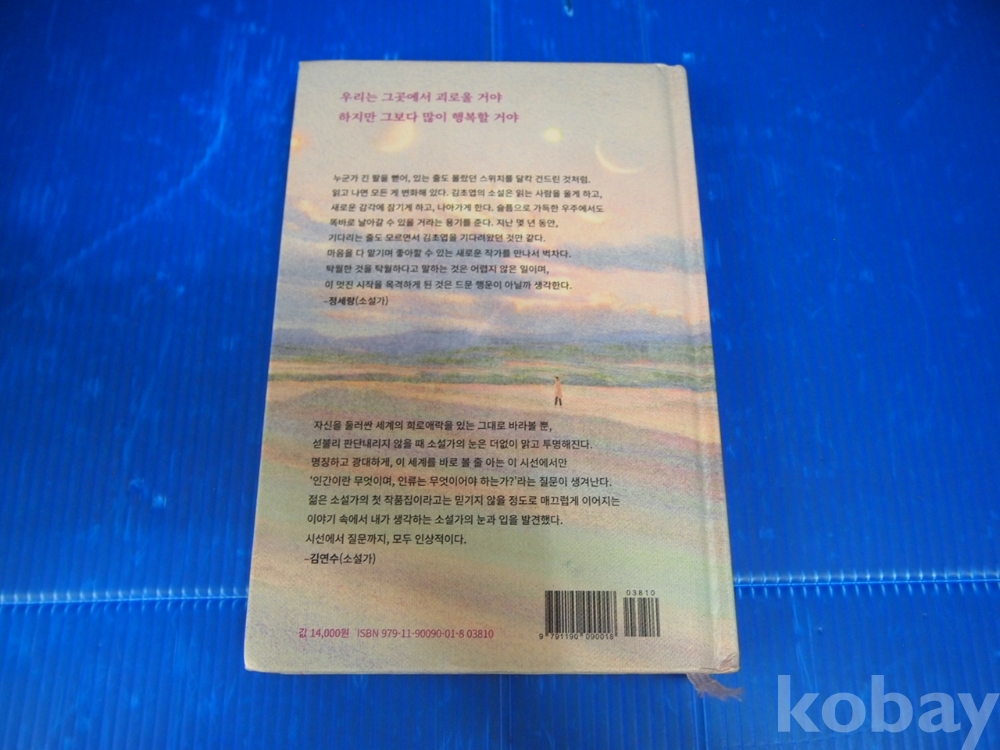 우리는 그곳에서 괴로울 거야
하지만 그보다 많이 행복할 거야
누군가 긴 팔을 뻗어, 있는 줄도 몰랐던 스위치를 달칵 건드린 것처럼.
읽고 나면 모든 게 변화해 있다. 김초엽의 소설은 읽는 사람을 울게 하고,
새로운 감각에 잠기게 하고, 나아가게 한다. 슬픔으로 가득한 우주에서도
똑바로 날아갈 수 있을 거라는 용기를 준다. 지난 몇 년 동안,
기다리는 줄도 모르면서 김초엽을 기다려왔던 것만 같다.
마음을 다 맡기며 좋아할 수 있는 새로운 작가를 만나서 벅차다.
탁월한 것을 탁월하다고 말하는 것은 어렵지 않은 일이며,
이 멋진 시작을 목격하게 된 것은 드문 행운이 아닐까 생각한다.
–정세랑(소설가)
자신을 둘러싼 세계의 희로애락을 있는 그대로 바라볼 뿐,
섣불리 판단내리지 않을 때 소설가의 눈은 더없이 맑고 투명해진다.
명징하고 광대하게, 이 세계를 바로 볼 줄 아는 이 시선에서만
‘인간이란 무엇이며, 인류는 무엇이어야 하는가?’라는 질문이 생겨난다.
젊은 소설가의 첫 작품집이라고는 믿기지 않을 정도로 매끄럽게 이어지는
이야기 속에서 내가 생각하는 소설가의 눈과 입을 발견했다.
시선에서 질문까지, 모두 인상적이다.
–김연수(소설가)
03810
9 791190 090018
값 14,000원 ISBN 979-11-90090-01-8 03810
kobay